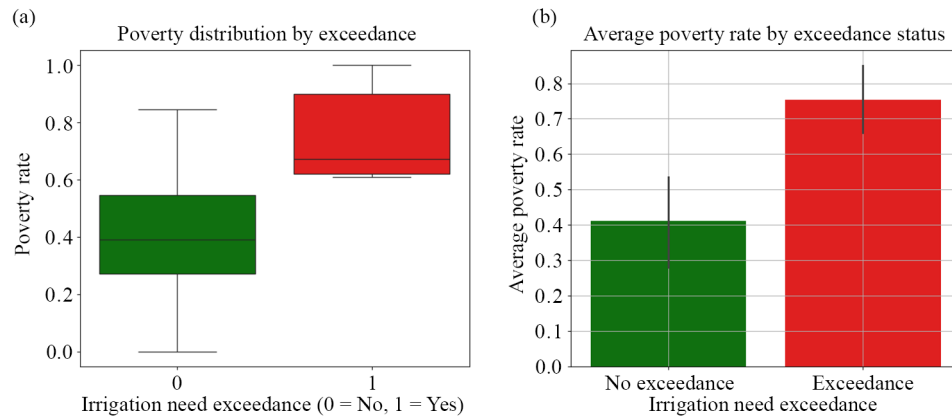 (a)
Poverty distribution by exceedance
Poverty rate
1.0
0.8
0.6
0.4
0.2
0.0
0
1
Irrigation need exceedance (0 = No, 1 = Yes)
(b)
Average poverty rate by exceedance status
Average poverty rate
0.8
0.7
0.6
0.5
0.4
0.3
0.2
0.1
0.0
No exceedance
Exceedance
Irrigation need exceedance